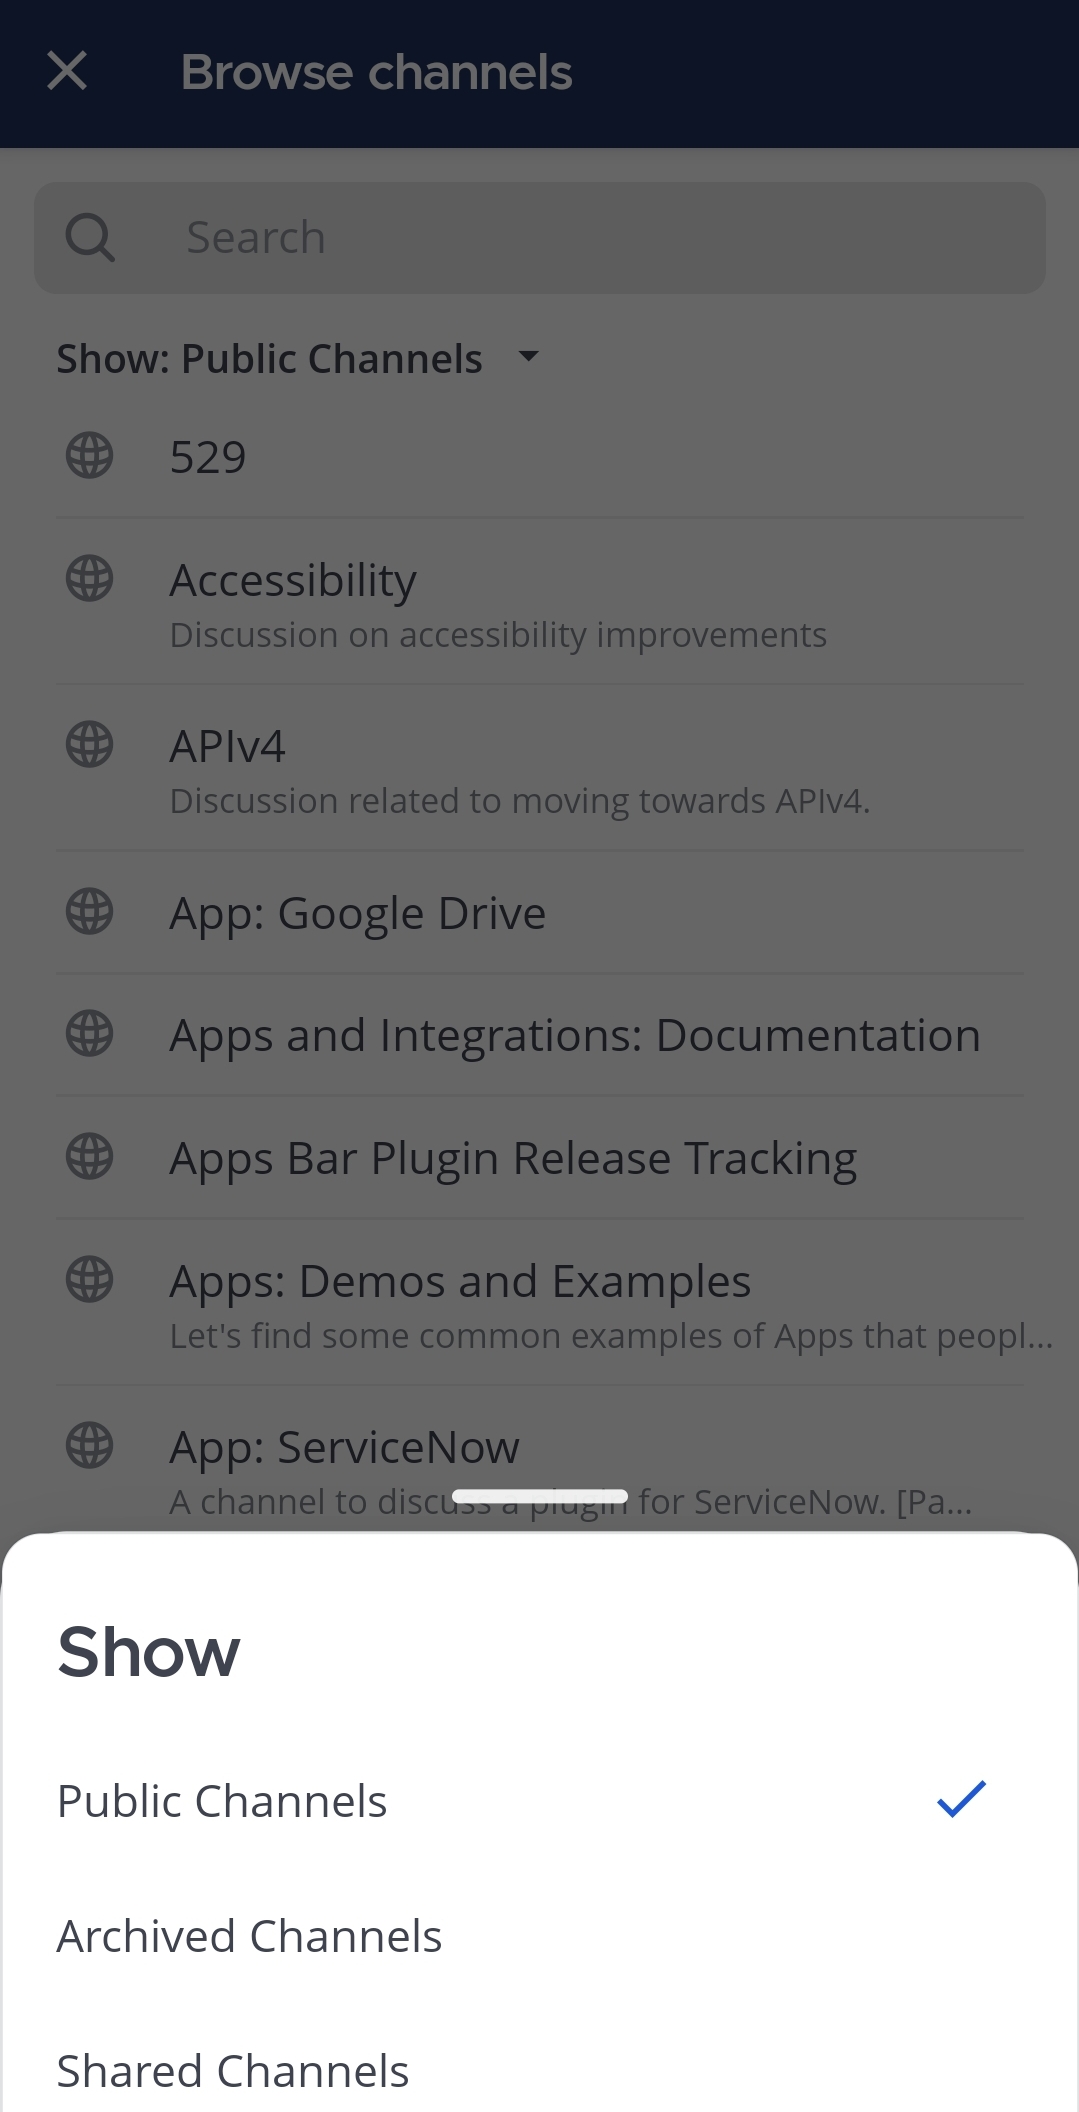 Browse channels
Search
Show: Public Channels
529
Accessibility
Discussion on accessibility improvements
APIv4
Discussion related to moving towards APIv4.
App: Google Drive
Apps and Integrations: Documentation
Apps Bar Plugin Release Tracking
Apps: Demos and Examples
Let's find some common examples of Apps that peopl...
App: ServiceNow
A channel to discuss a plugin for ServiceNow. [Pa...
Show
Public Channels
Archived Channels
Shared Channels